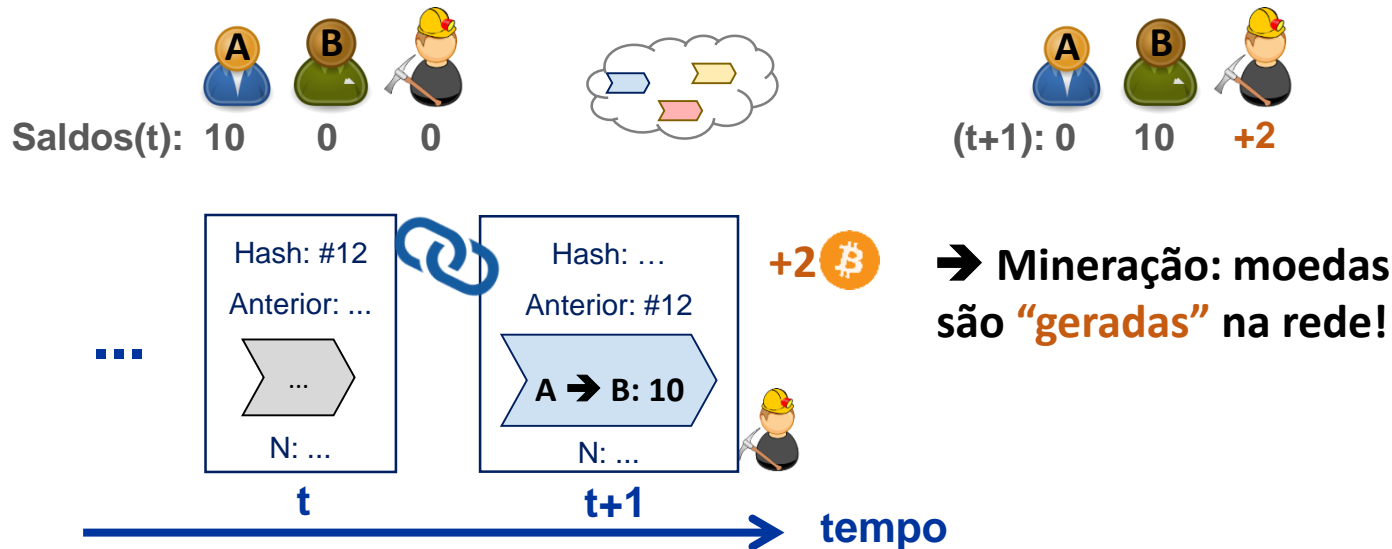 A B
A B
Saldos(t): 10 0 0
(t+1): 0 10 +2
Hash: #12
Anterior: ...
...
N: ...
Hash: ...
Anterior: #12
A ➔ B: 10
N: ...
+2
➔ Mineração: moedas
são “geradas” na rede!
...
t
t+1
tempo